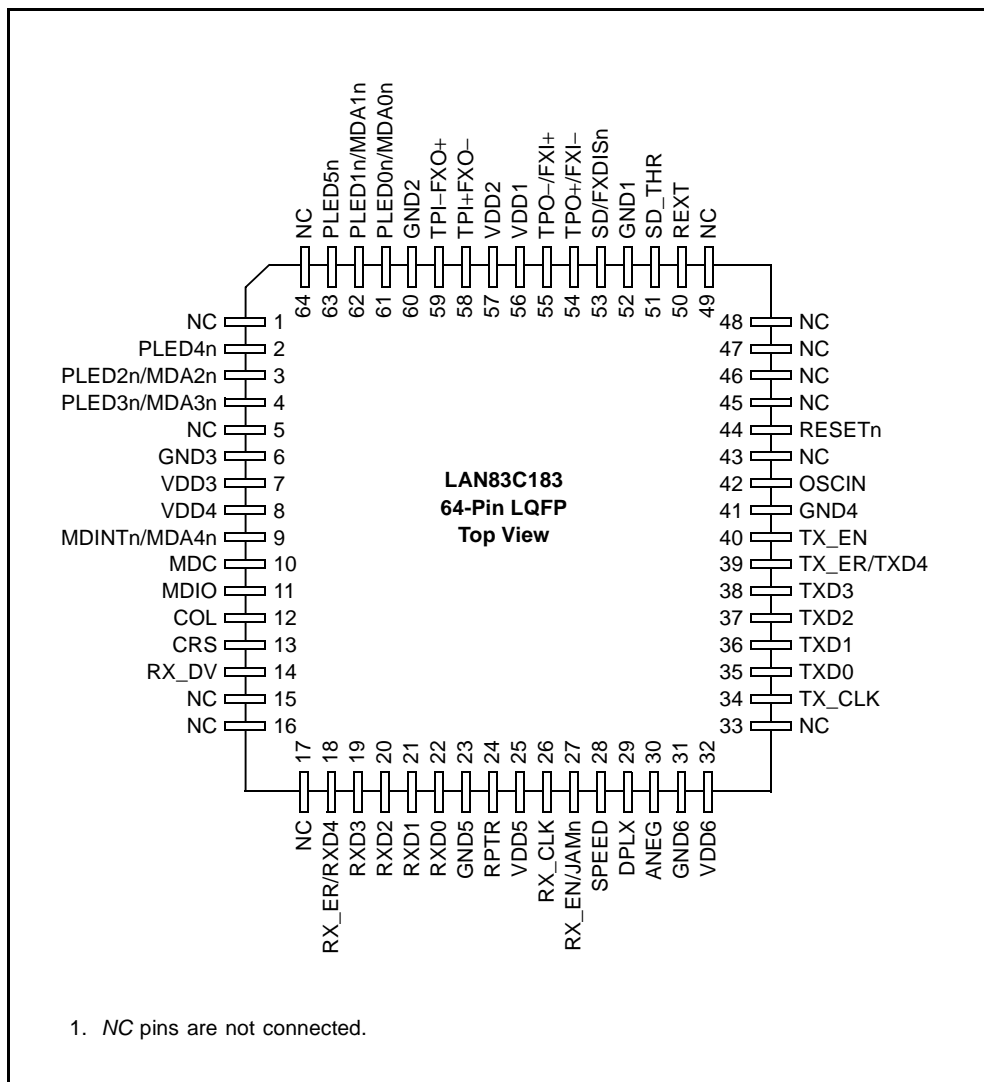 NC
PLED5n
PLED1n/MDA1n
PLED0n/MDA0n
GND2
TPI−FXO+
TPI+FXO−
VDD2
VDD1
TPO−/FXI+
TPO+/FXI−
SD/FXDISn
GND1
SD_THR
REXT
NC
64
63
62
61
60
59
58
57
56
55
54
53
52
51
50
49
NC 1
PLED4n 2
PLED2n/MDA2n 3
PLED3n/MDA3n 4
NC 5
GND3 6
VDD3 7
VDD4 8
MDINTn/MDA4n 9
MDC 10
MDIO 11
COL 12
CRS 13
RX_DV 14
NC 15
NC 16
LAN83C183
64-Pin LQFP
Top View
48 NC
47 NC
46 NC
45 NC
44 RESETn
43 NC
42 OSCIN
41 GND4
40 TX_EN
39 TX_ER/TXD4
38 TXD3
37 TXD2
36 TXD1
35 TXD0
34 TX_CLK
33 NC
17
18
19
20
21
22
23
24
25
26
27
28
29
30
31
32
NC
RX_ER/RXD4
RXD3
RXD2
RXD1
RXD0
GND5
RPTR
VDD5
RX_CLK
RX_EN/JAMn
SPEED
DPLX
ANEG
GND6
VDD6
1. NC pins are not connected.